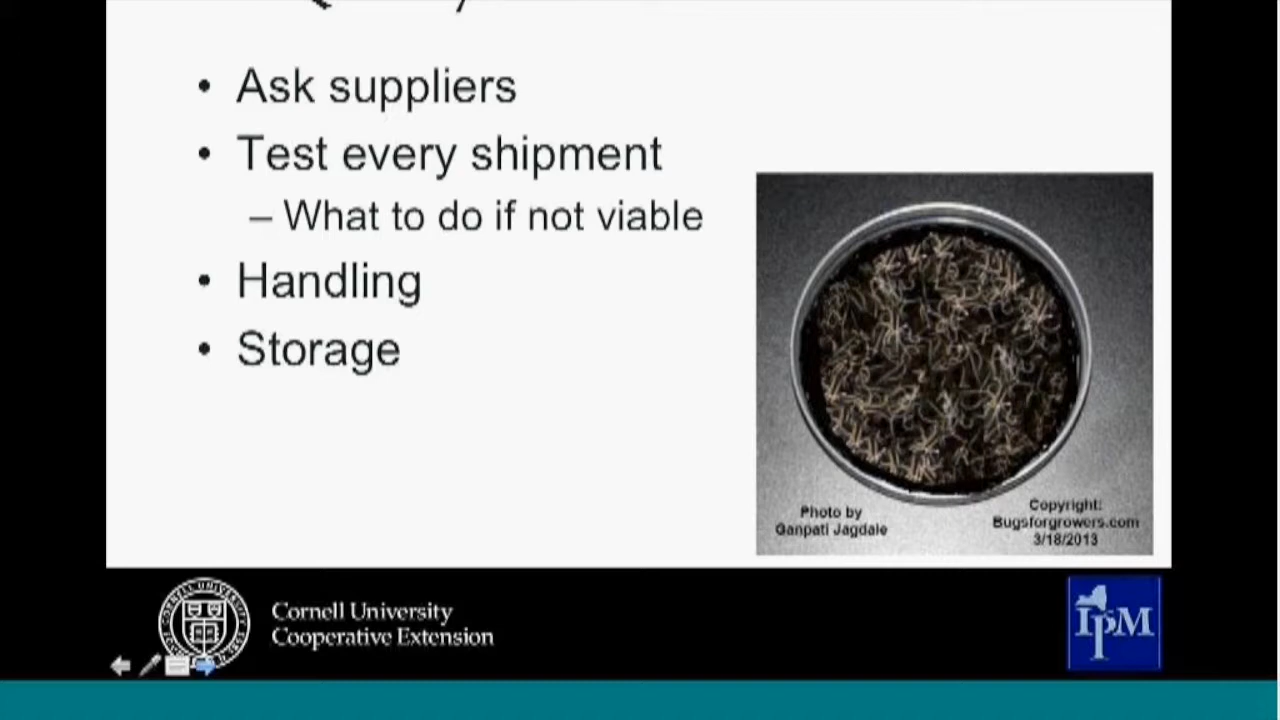 • Ask suppliers
• Test every shipment
– What to do if not viable
• Handling
• Storage
Photo by
Ganpati Jagdale
Copyright:
Bugsforgrowers.com
3/18/2013
Cornell University
Cooperative Extension
IPM